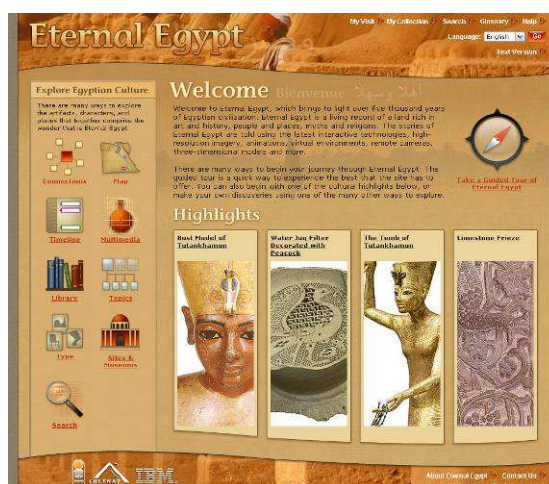 Eternal Egypt
My Visit My Collection Search Glossary Help
Language: English Go
Text Version
Explore Egyptian Culture
There are many ways to explore
the artifacts, characters, and
places that together comprise the
wonder that is Eternal Egypt.
Connections
Map
Timeline
Multimedia
Library
Topics
Type
Sites &
Museums
Search
Welcome Bienvenue أهلا و سهلا
Welcome to Eternal Egypt, which brings to light over five thousand years
of Egyptian civilization. Eternal Egypt is a living record of a land rich in
art and history, people and places, myths and religions. The stories of
Eternal Egypt are told using the latest interactive technologies, high-
resolution imagery, animations, virtual environments, remote cameras,
three-dimensional models and more.
There are many ways to begin your journey through Eternal Egypt. The
guided tour is a quick way to experience the best that the site has to
offer. You can also begin with one of the cultural highlights below, or
make your own discoveries using one of the many other ways to explore.
Take a Guided Tour of
Eternal Egypt
Highlights
Bust Model of
Tutankhamun
Water Jug Filter
Decorated with
Peacock
The Tomb of
Tutankhamun
Limestone Frieze
CULTNAT
IBM
About Eternal Egypt Contact Us